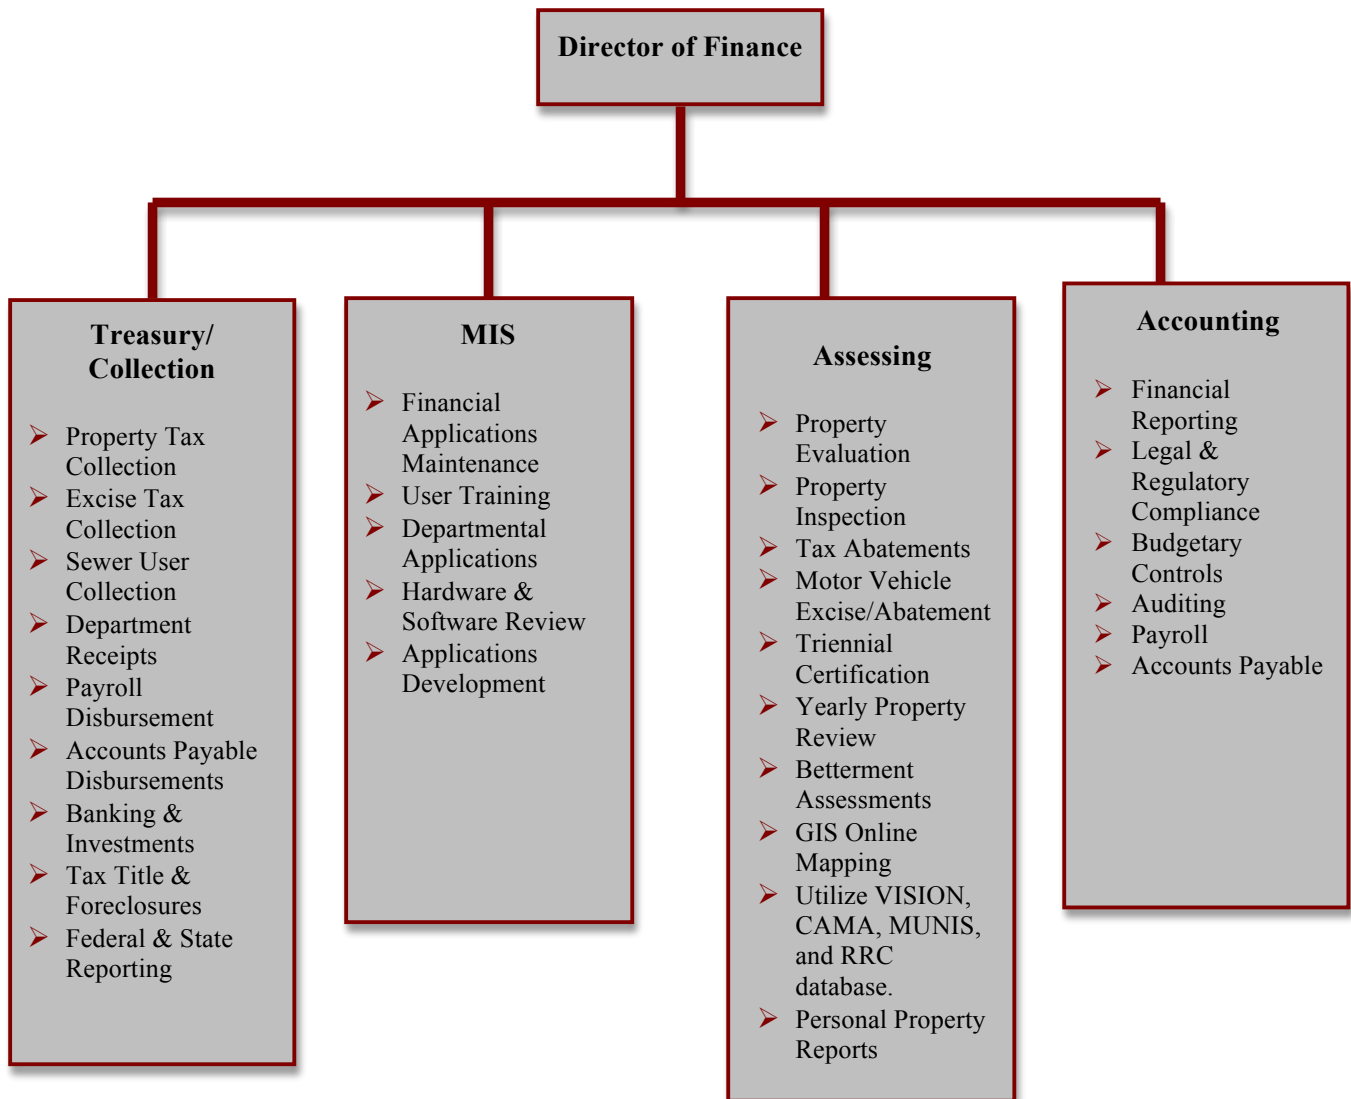 Director of Finance
Treasury/
Collection
➢ Property Tax
Collection
➢ Excise Tax
Collection
➢ Sewer User
Collection
➢ Department
Receipts
➢ Payroll
Disbursement
➢ Accounts Payable
Disbursements
➢ Banking &
Investments
➢ Tax Title &
Foreclosures
➢ Federal & State
Reporting
MIS
➢ Financial
Applications
Maintenance
➢ User Training
➢ Departmental
Applications
➢ Hardware &
Software Review
➢ Applications
Development
Assessing
➢ Property
Evaluation
➢ Property
Inspection
➢ Tax Abatements
➢ Motor Vehicle
Excise/Abatement
➢ Triennial
Certification
➢ Yearly Property
Review
➢ Betterment
Assessments
➢ GIS Online
Mapping
➢ Utilize VISION,
CAMA, MUNIS,
and RRC
database.
➢ Personal Property
Reports
Accounting
➢ Financial
Reporting
➢ Legal &
Regulatory
Compliance
➢ Budgetary
Controls
➢ Auditing
➢ Payroll
➢ Accounts Payable